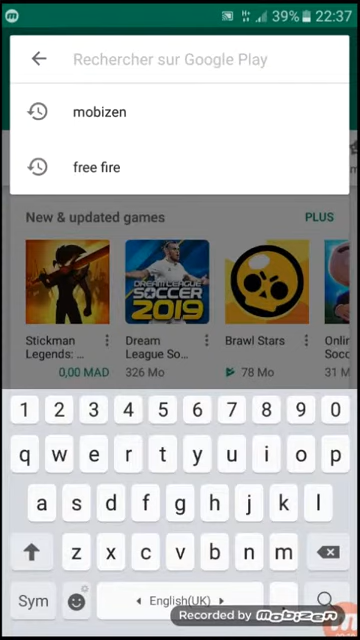 39% 22:37
Rechercher sur Google Play
mobizen
free fire
New & updated games PLUS
DREAM LEAGUE
SOCCER
2019
Stickman Legends: … Dream League So… Brawl Stars Onlin Socc
0,00 MAD 326 Mo 78 Mo 31 M
1 2 3 4 5 6 7 8 9 0
q w e r t y u i o p
a s d f g h j k l
z x c v b n m
Sym English(UK)
Recorded by mobizen